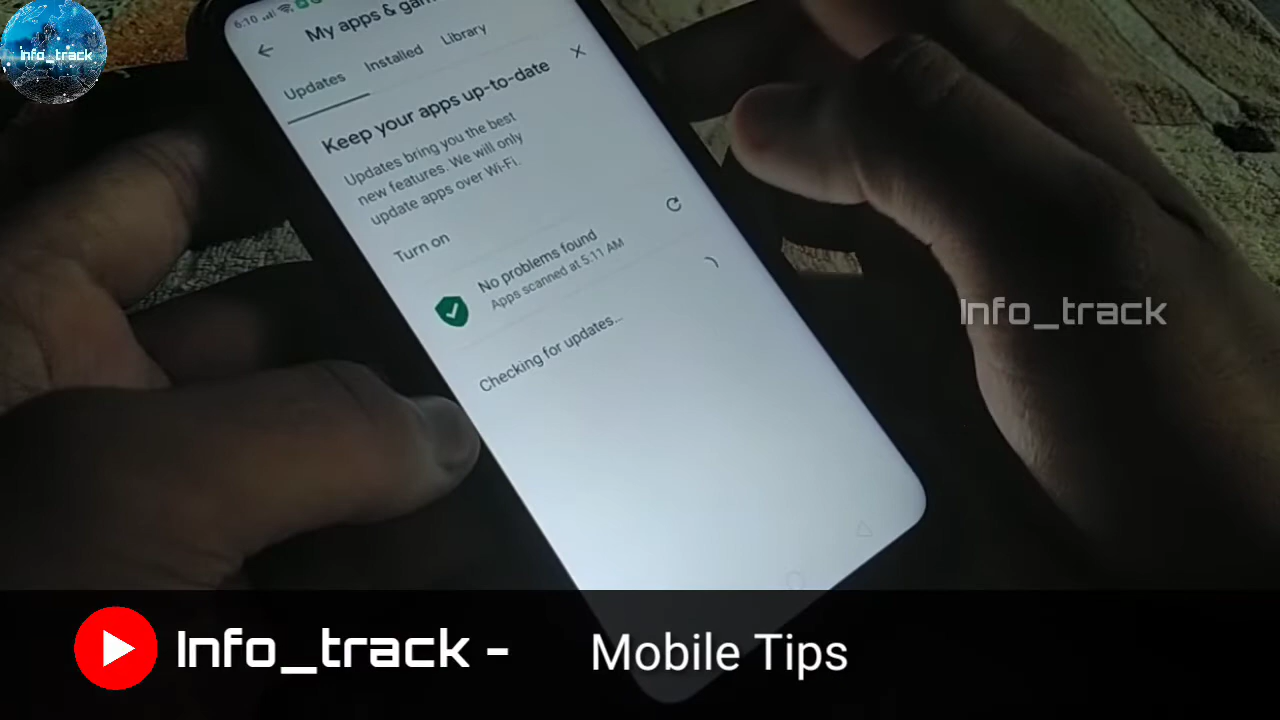 Info_track
6:10
My apps &
Updates
Installed
Library
Keep your apps up-to-date
Updates bring you the best
new features. We will only
update apps over Wi-Fi.
Turn on
No problems found
Apps scanned at 5:11 AM
Checking for updates...
Info_track
Info_track - Mobile Tips